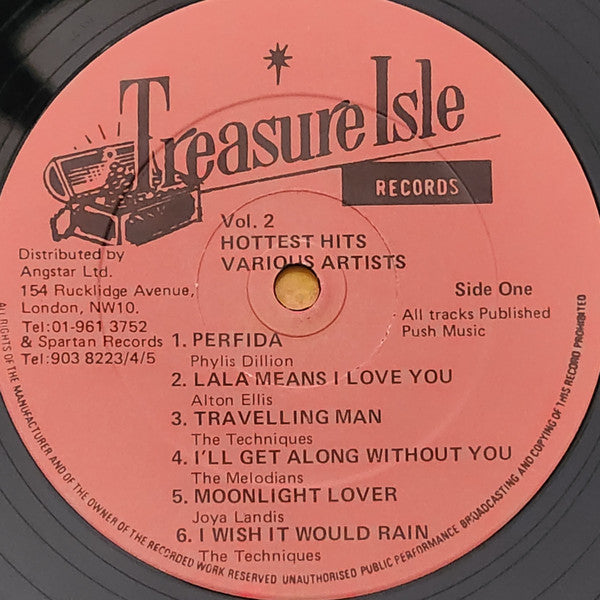 Treasure Isle
RECORDS
Vol. 2
HOTTEST HITS
VARIOUS ARTISTS
Distributed by
Angstar Ltd.
154 Rucklidge Avenue,
London, NW10.
Tel:01-961 3752
& Spartan Records
Tel:903 8223/4/5
Side One
All tracks Published
Push Music
1. PERFIDA
Phylis Dillion
2. LALA MEANS I LOVE YOU
Alton Ellis
3. TRAVELLING MAN
The Techniques
4. I'LL GET ALONG WITHOUT YOU
The Melodians
5. MOONLIGHT LOVER
Joya Landis
6. I WISH IT WOULD RAIN
The Techniques
ALL RIGHTS OF THE MANUFACTURER AND OF THE OWNER OF THE RECORDED WORK RESERVED UNAUTHORISED PUBLIC PERFORMANCE BROADCASTING AND COPYING OF THIS RECORD PROHIBITED